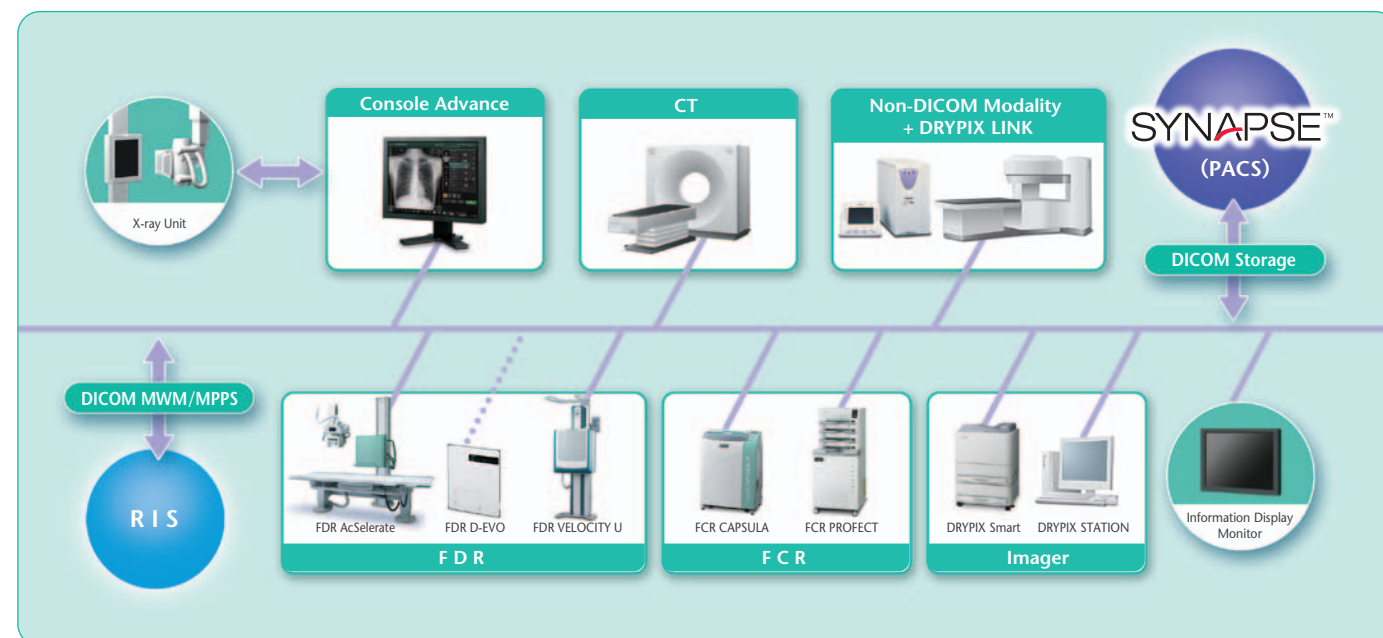 Console Advance
CT
Non-DICOM Modality
+ DRYPIX LINK
SYNAPSE™
(PACS)
X-ray Unit
DICOM Storage
DICOM MWM/MPPS
RIS
FDR AcSelerate
FDR D-EVO
FDR VELOCITY U
FDR
FCR CAPSULA
FCR PROFECT
FCR
DRYPIX Smart
DRYPIX STATION
Imager
Information Display
Monitor